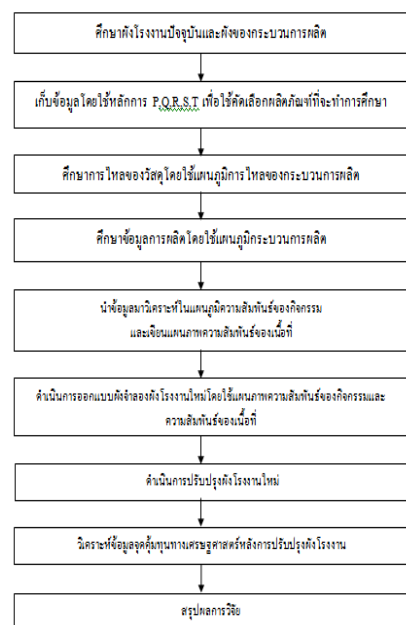 ศึกษาผังโรงงานปัจจุบันและผังของกระบวนการผลิต
เก็บข้อมูลโดยใช้หลักการ P,Q,R,S,T เพื่อใช้คัดเลือกผลิตภัณฑ์ที่จะทำการศึกษา
ศึกษาการไหลของวัสดุโดยใช้แผนภูมิการไหลของกระบวนการผลิต
ศึกษาข้อมูลการผลิตโดยใช้แผนภูมิกระบวนการผลิต
นำข้อมูลมาวิเคราะห์ในแผนภูมิความสัมพันธ์ของกิจกรรม
และเขียนแผนภาพความสัมพันธ์ของเนื้อที่
ดำเนินการออกแบบผังจำลองผังโรงงานใหม่โดยใช้แผนภาพความสัมพันธ์ของกิจกรรมและ
ความสัมพันธ์ของเนื้อที่
ดำเนินการปรับปรุงผังโรงงานใหม่
วิเคราะห์ข้อมูลจุดคุ้มทุนทางเศรษฐศาสตร์หลังการปรับปรุงผังโรงงาน
สรุปผลการวิจัย